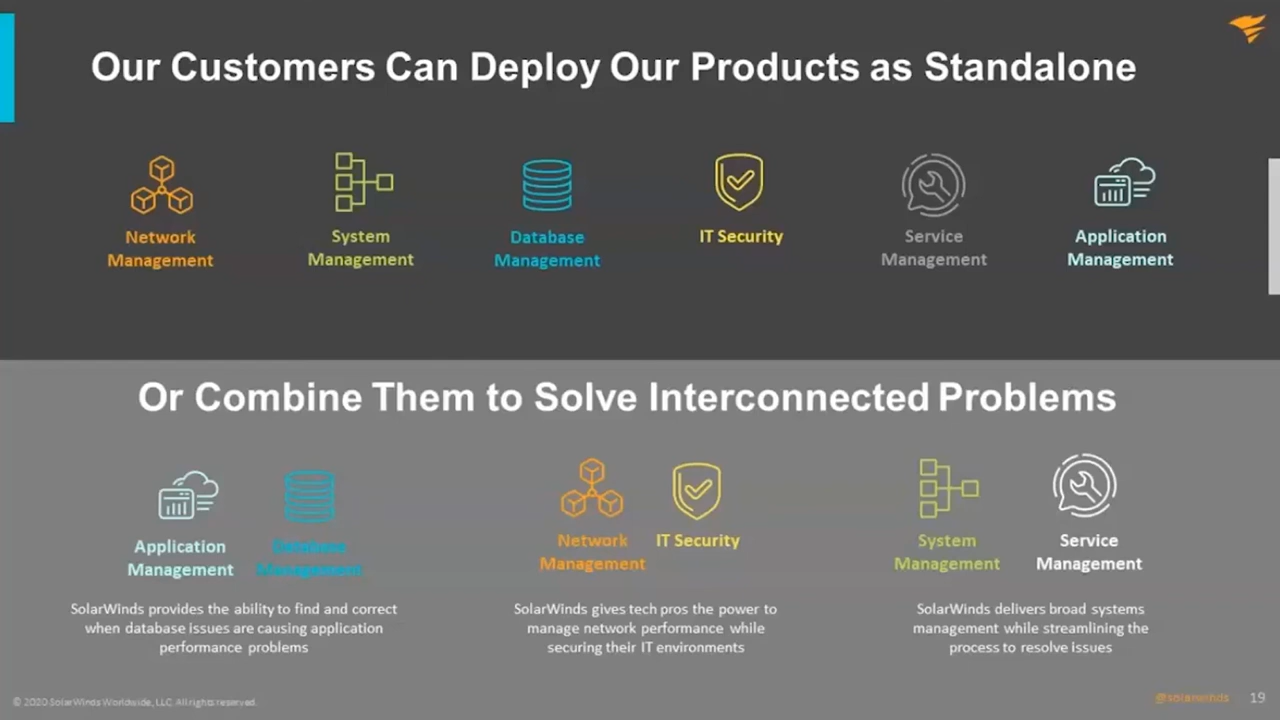 Our Customers Can Deploy Our Products as Standalone
Network
Management
System
Management
Database
Management
IT Security
Service
Management
Application
Management
Or Combine Them to Solve Interconnected Problems
Application
Management
Database
Management
Network
Management
IT Security
System
Management
Service
Management
SolarWinds provides the ability to find and correct
when database issues are causing application
performance problems
SolarWinds gives tech pros the power to
manage network performance while
securing their IT environments
SolarWinds delivers broad systems
management while streamlining the
process to resolve issues
© 2020 SolarWinds Worldwide, LLC. All rights reserved.
@solarwinds 19